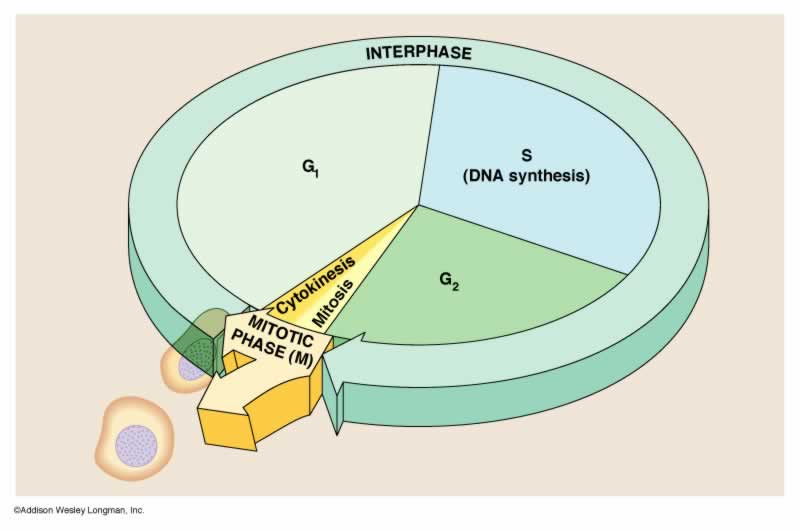 INTERPHASE
G1
S
(DNA synthesis)
G2
Cytokinesis
Mitosis
MITOTIC
PHASE (M)
©Addison Wesley Longman, Inc.